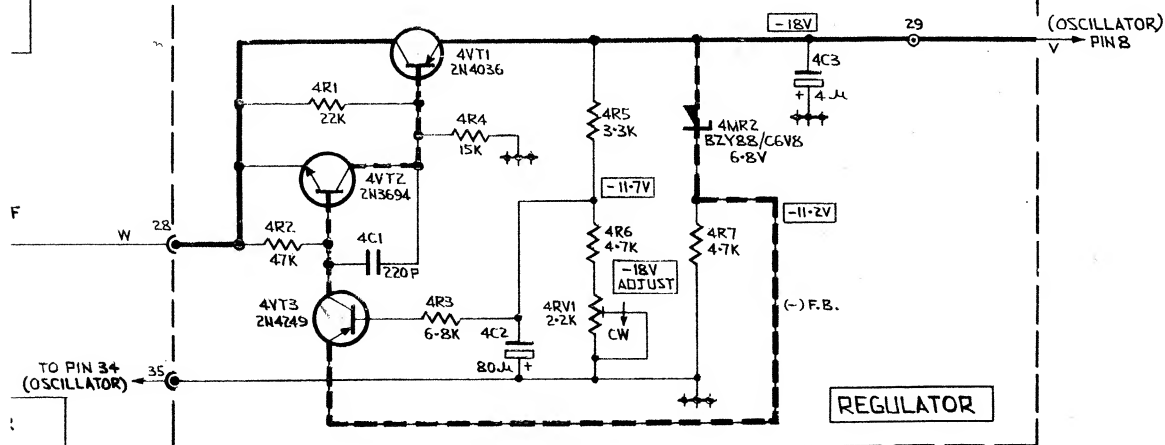 -18V
29
(OSCILLATOR)
PIN 8
V
4VT1
2N4036
4C3
+ 4µ
4R1
22K
4R4
15K
4R5
3·3K
4MR2
BZY88/C6V8
6·8V
4VT2
2N3694
-11·7V
-11·2V
F
W
28
4R2
47K
4C1
220P
4R6
4·7K
4R7
4·7K
-18V
ADJUST
4VT3
2N4249
4R3
6·8K
4C2
80µ +
4RV1
2·2K
CW
(-) F.B.
TO PIN 34
(OSCILLATOR)
35
REGULATOR